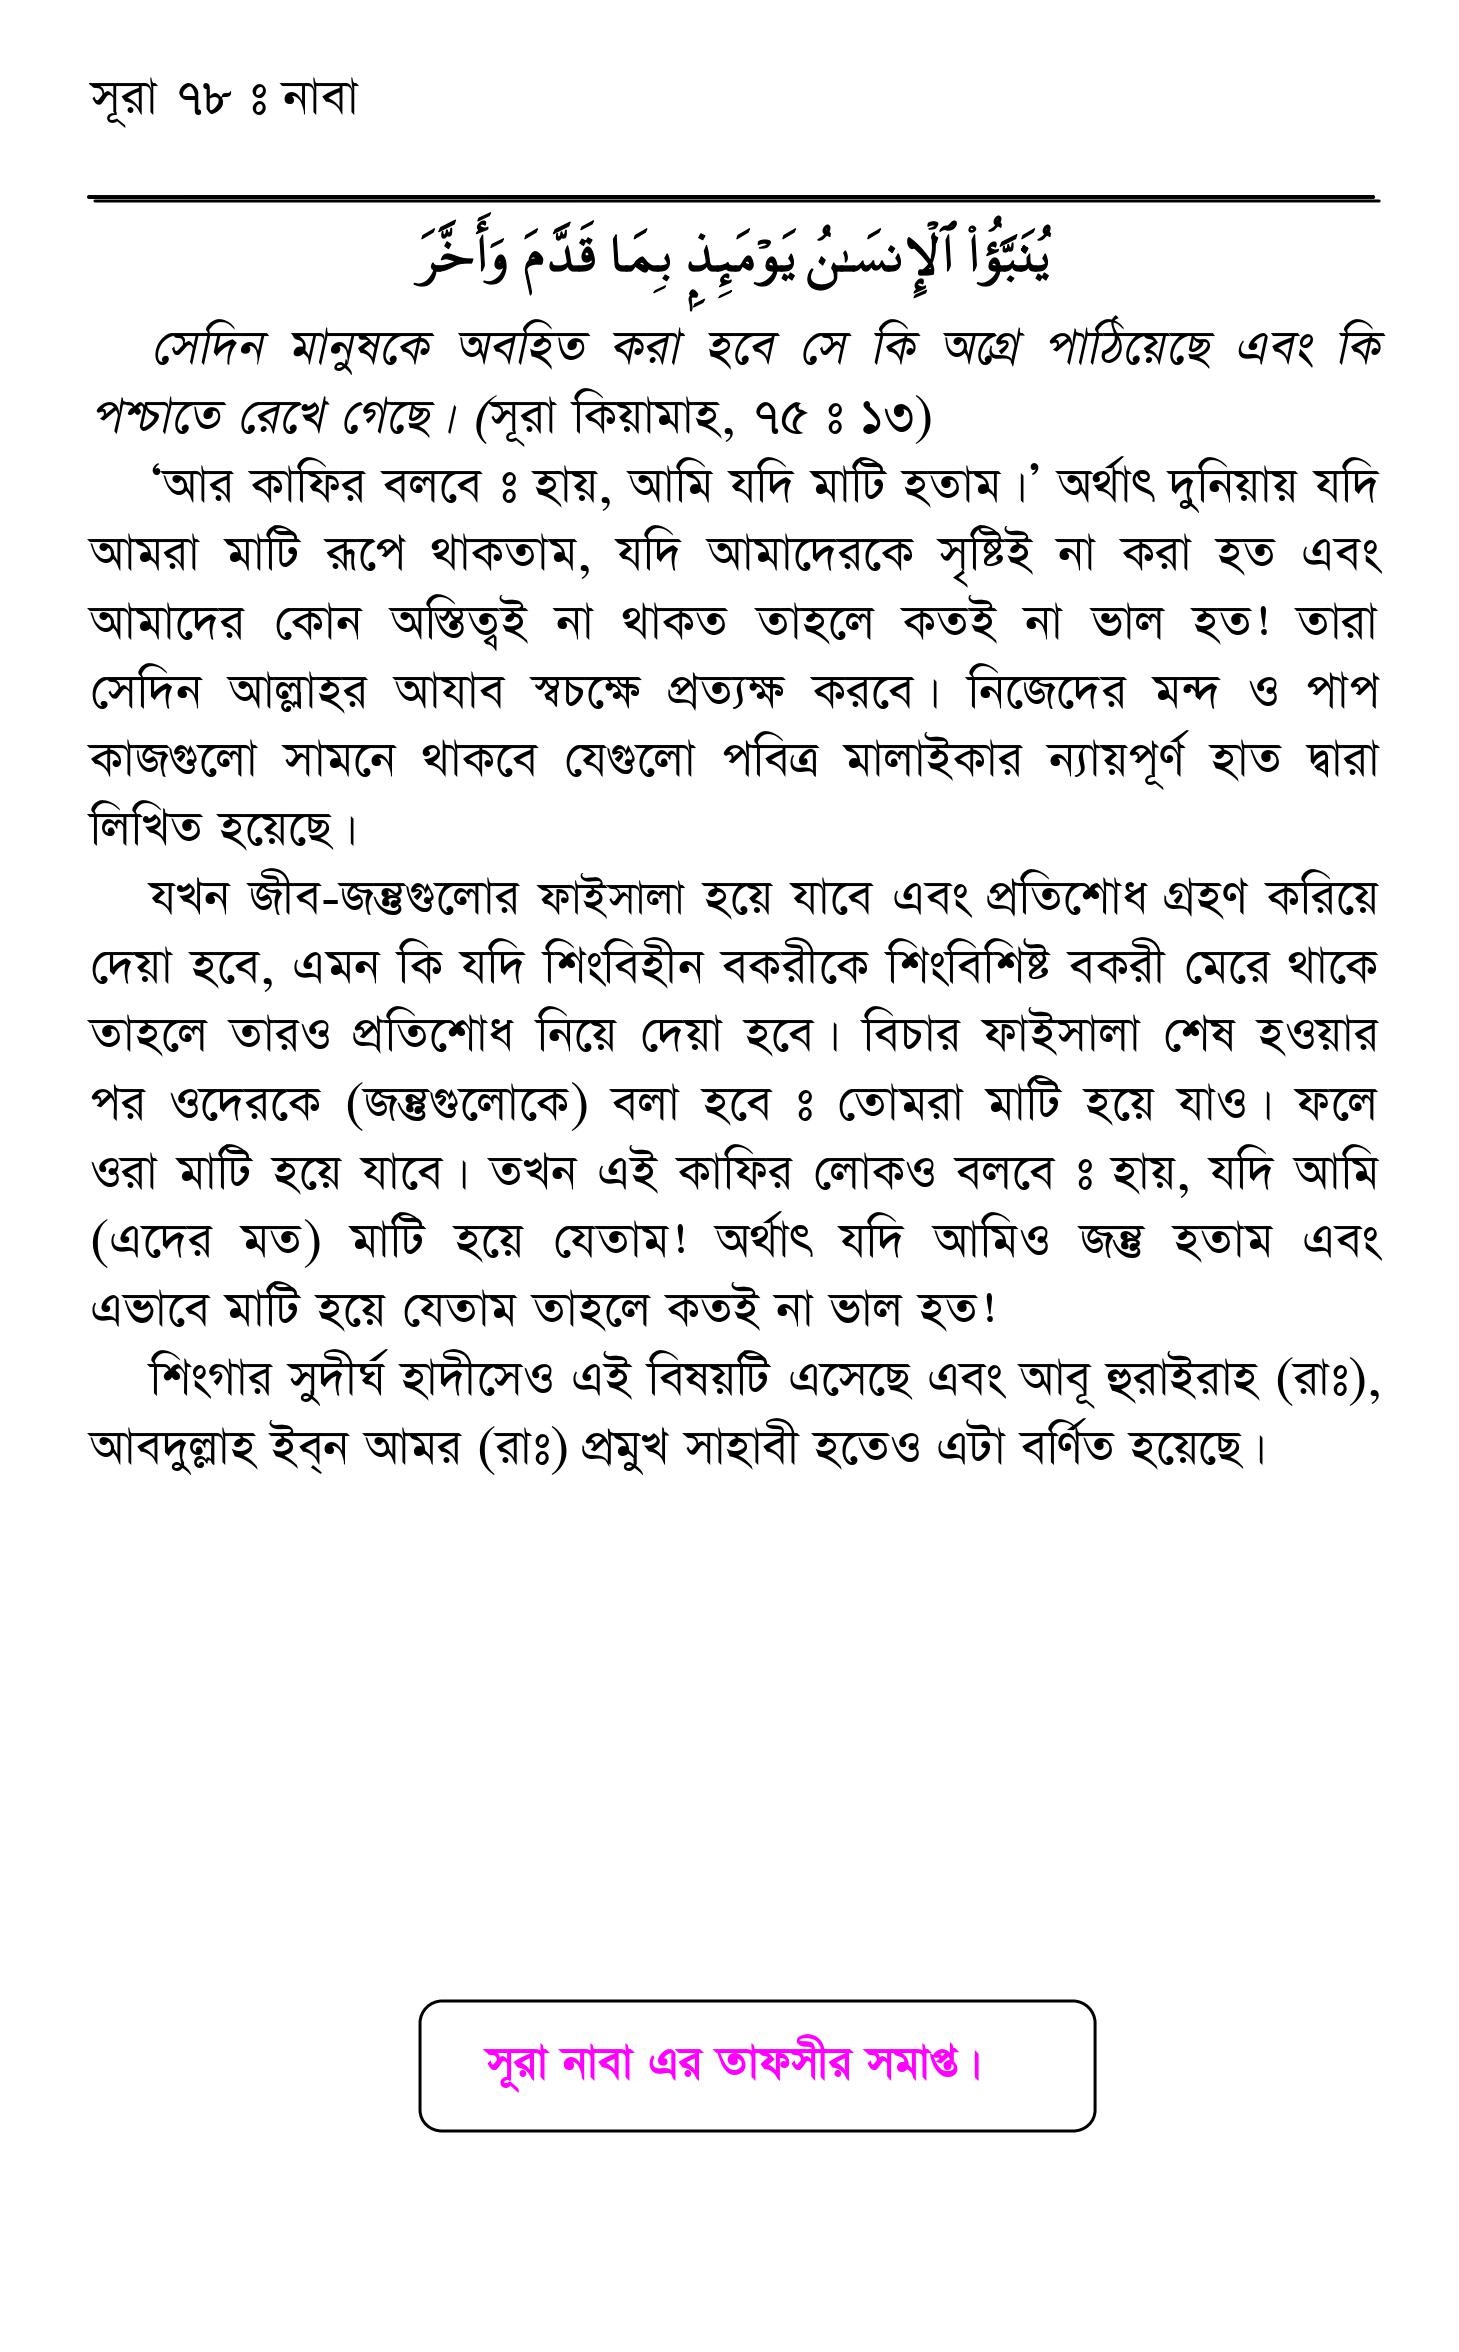 সূরা ৭৮ ঃ নাবা
يُنَبَّؤُا۟ ٱلْإِنسَـٰنُ يَوْمَئِذٍۭ بِمَا قَدَّمَ وَأَخَّرَ
সেদিন মানুষকে অবহিত করা হবে সে কি অগ্রে পাঠিয়েছে এবং কি
পশ্চাতে রেখে গেছে। (সূরা কিয়ামাহ, ৭৫ ঃ ১৩)
‘আর কাফির বলবে ঃ হায়, আমি যদি মাটি হতাম।’ অর্থাৎ দুনিয়ায় যদি
আমরা মাটি রূপে থাকতাম, যদি আমাদেরকে সৃষ্টিই না করা হত এবং
আমাদের কোন অস্তিত্বই না থাকত তাহলে কতই না ভাল হত! তারা
সেদিন আল্লাহর আযাব স্বচক্ষে প্রত্যক্ষ করবে। নিজেদের মন্দ ও পাপ
কাজগুলো সামনে থাকবে যেগুলো পবিত্র মালাইকার ন্যায়পূর্ণ হাত দ্বারা
লিখিত হয়েছে।
যখন জীব-জন্তুগুলোর ফাইসালা হয়ে যাবে এবং প্রতিশোধ গ্রহণ করিয়ে
দেয়া হবে, এমন কি যদি শিংবিহীন বকরীকে শিংবিশিষ্ট বকরী মেরে থাকে
তাহলে তারও প্রতিশোধ নিয়ে দেয়া হবে। বিচার ফাইসালা শেষ হওয়ার
পর ওদেরকে (জন্তুগুলোকে) বলা হবে ঃ তোমরা মাটি হয়ে যাও। ফলে
ওরা মাটি হয়ে যাবে। তখন এই কাফির লোকও বলবে ঃ হায়, যদি আমি
(এদের মত) মাটি হয়ে যেতাম! অর্থাৎ যদি আমিও জন্তু হতাম এবং
এভাবে মাটি হয়ে যেতাম তাহলে কতই না ভাল হত!
শিংগার সুদীর্ঘ হাদীসেও এই বিষয়টি এসেছে এবং আবূ হুরাইরাহ (রাঃ),
আবদুল্লাহ ইব্‌ন আমর (রাঃ) প্রমুখ সাহাবী হতেও এটা বর্ণিত হয়েছে।
সূরা নাবা এর তাফসীর সমাপ্ত।